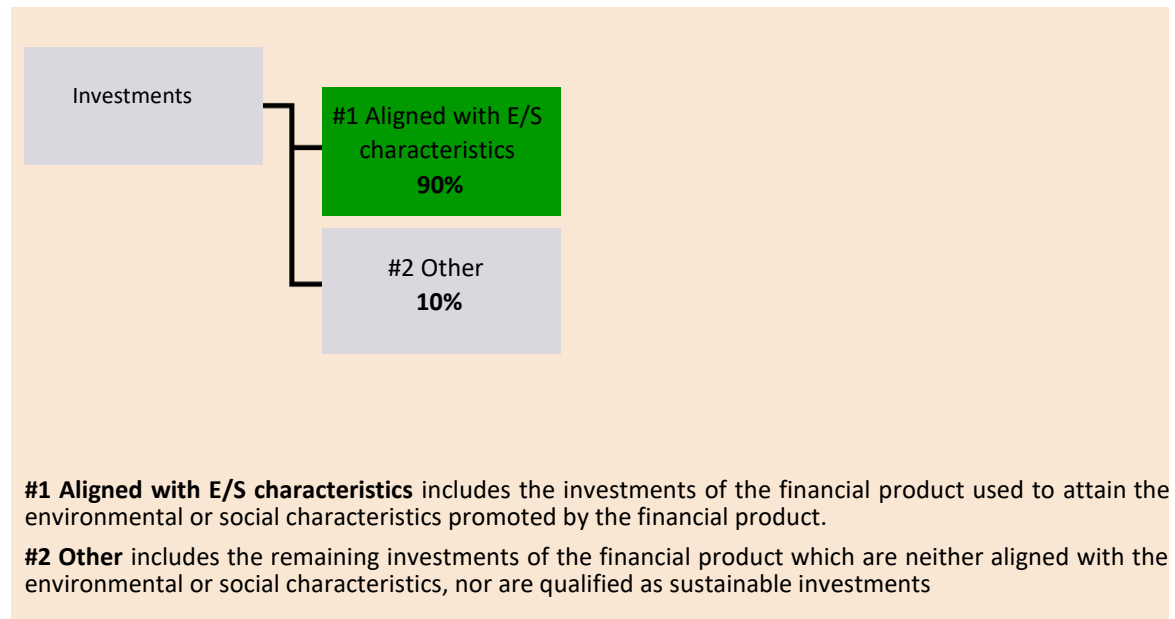 Investments
#1 Aligned with E/S
characteristics
90%
#2 Other
10%
#1 Aligned with E/S characteristics includes the investments of the financial product used to attain the
environmental or social characteristics promoted by the financial product.
#2 Other includes the remaining investments of the financial product which are neither aligned with the
environmental or social characteristics, nor are qualified as sustainable investments